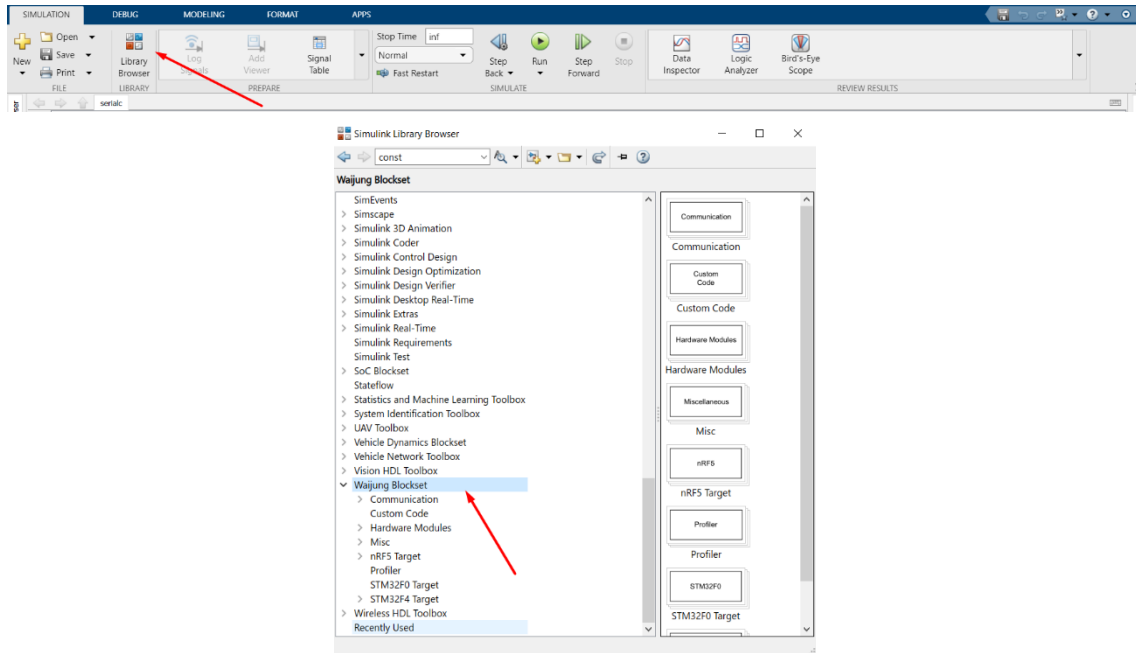 SIMULATION DEBUG MODELING FORMAT APPS
New
Open
Save
Print
FILE
Library
Browser
LIBRARY
Log
Signals
Add
Viewer
Signal
Table
PREPARE
Stop Time inf
Normal
Fast Restart
Step
Back
Run
Step
Forward
Stop
SIMULATE
Data
Inspector
Logic
Analyzer
Bird's-Eye
Scope
REVIEW RESULTS
serialc
Simulink Library Browser
const
Waijung Blockset
SimEvents
Simscape
Simulink 3D Animation
Simulink Coder
Simulink Control Design
Simulink Design Optimization
Simulink Design Verifier
Simulink Desktop Real-Time
Simulink Extras
Simulink Real-Time
Simulink Requirements
Simulink Test
SoC Blockset
Stateflow
Statistics and Machine Learning Toolbox
System Identification Toolbox
UAV Toolbox
Vehicle Dynamics Blockset
Vehicle Network Toolbox
Vision HDL Toolbox
Waijung Blockset
Communication
Custom Code
Hardware Modules
Misc
nRF5 Target
Profiler
STM32F0 Target
STM32F4 Target
Wireless HDL Toolbox
Recently Used
Communication
Communication
Custom
Code
Custom Code
Hardware Modules
Hardware Modules
Miscellaneous
Misc
nRF5
nRF5 Target
Profiler
Profiler
STM32F0
STM32F0 Target